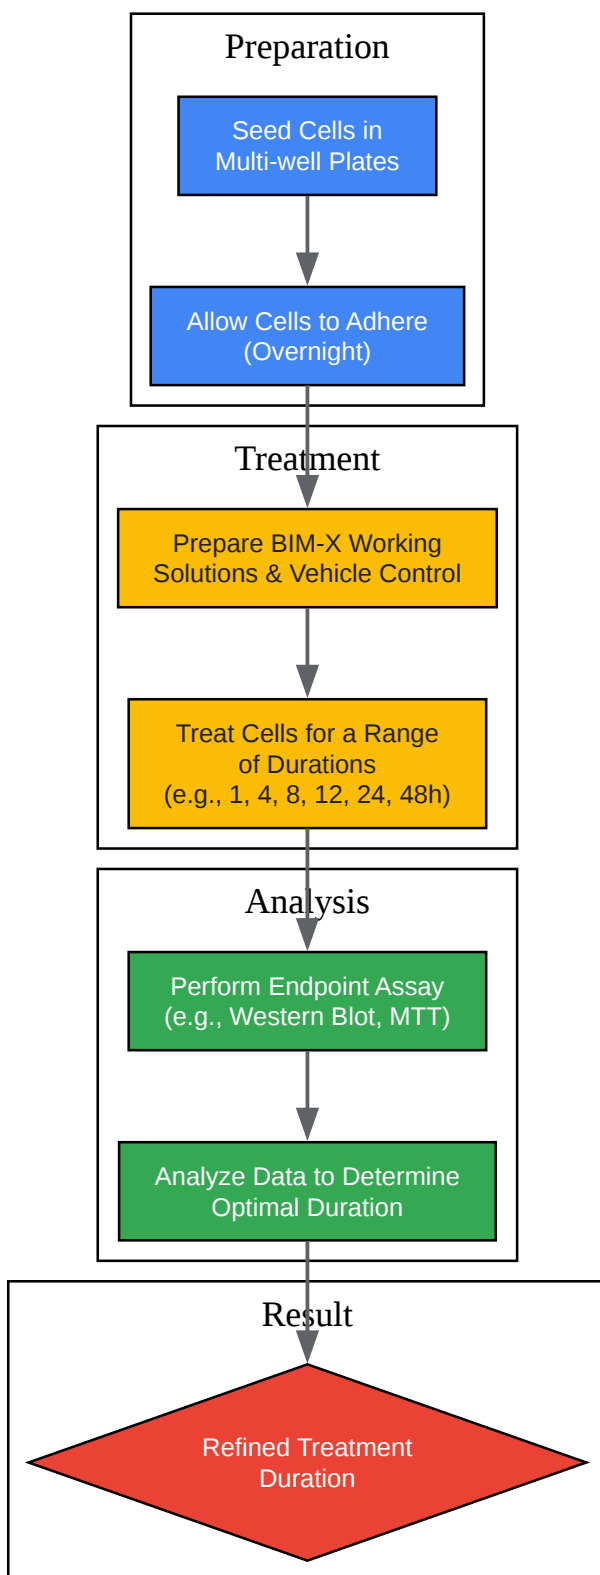 Preparation
Seed Cells in
Multi-well Plates
Allow Cells to Adhere
(Overnight)
Treatment
Prepare BIM-X Working
Solutions & Vehicle Control
Treat Cells for a Range
of Durations
(e.g., 1, 4, 8, 12, 24, 48h)
Analysis
Perform Endpoint Assay
(e.g., Western Blot, MTT)
Analyze Data to Determine
Optimal Duration
Result
Refined Treatment
Duration